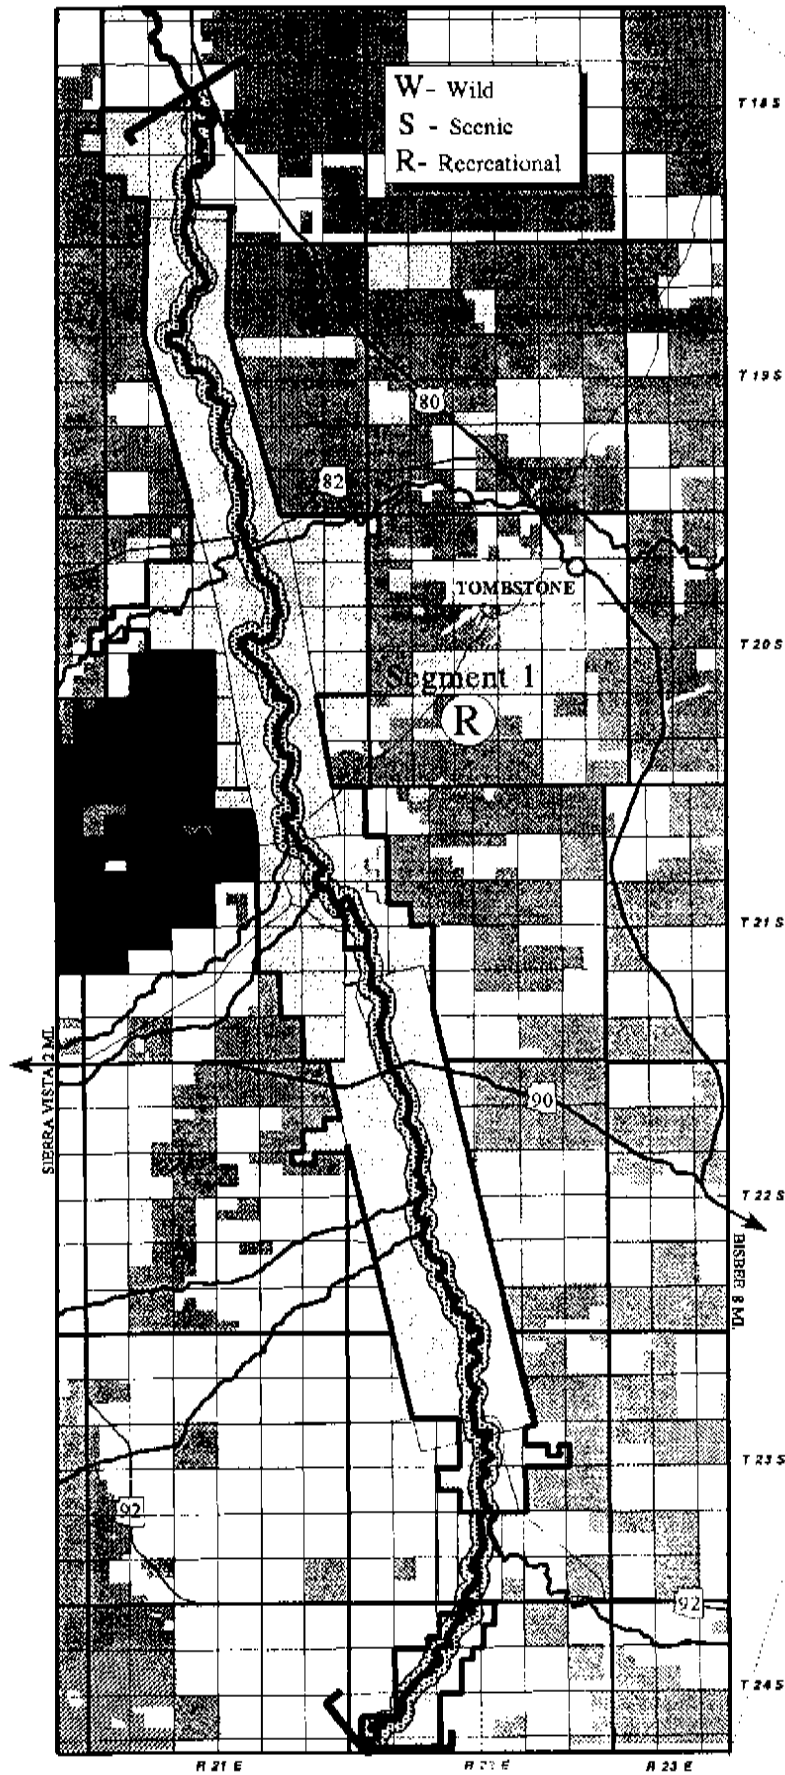 W- Wild
S - Scenic
R- Recreational
T 18 S
T 19 S
80
82
TOMBSTONE
T 20 S
Segment 1
R
T 21 S
SIERRA VISTA 2 MI.
90
T 22 S
BISBEE 8 MI.
T 23 S
92
92
T 24 S
R 21 E
R 22 E
R 23 E